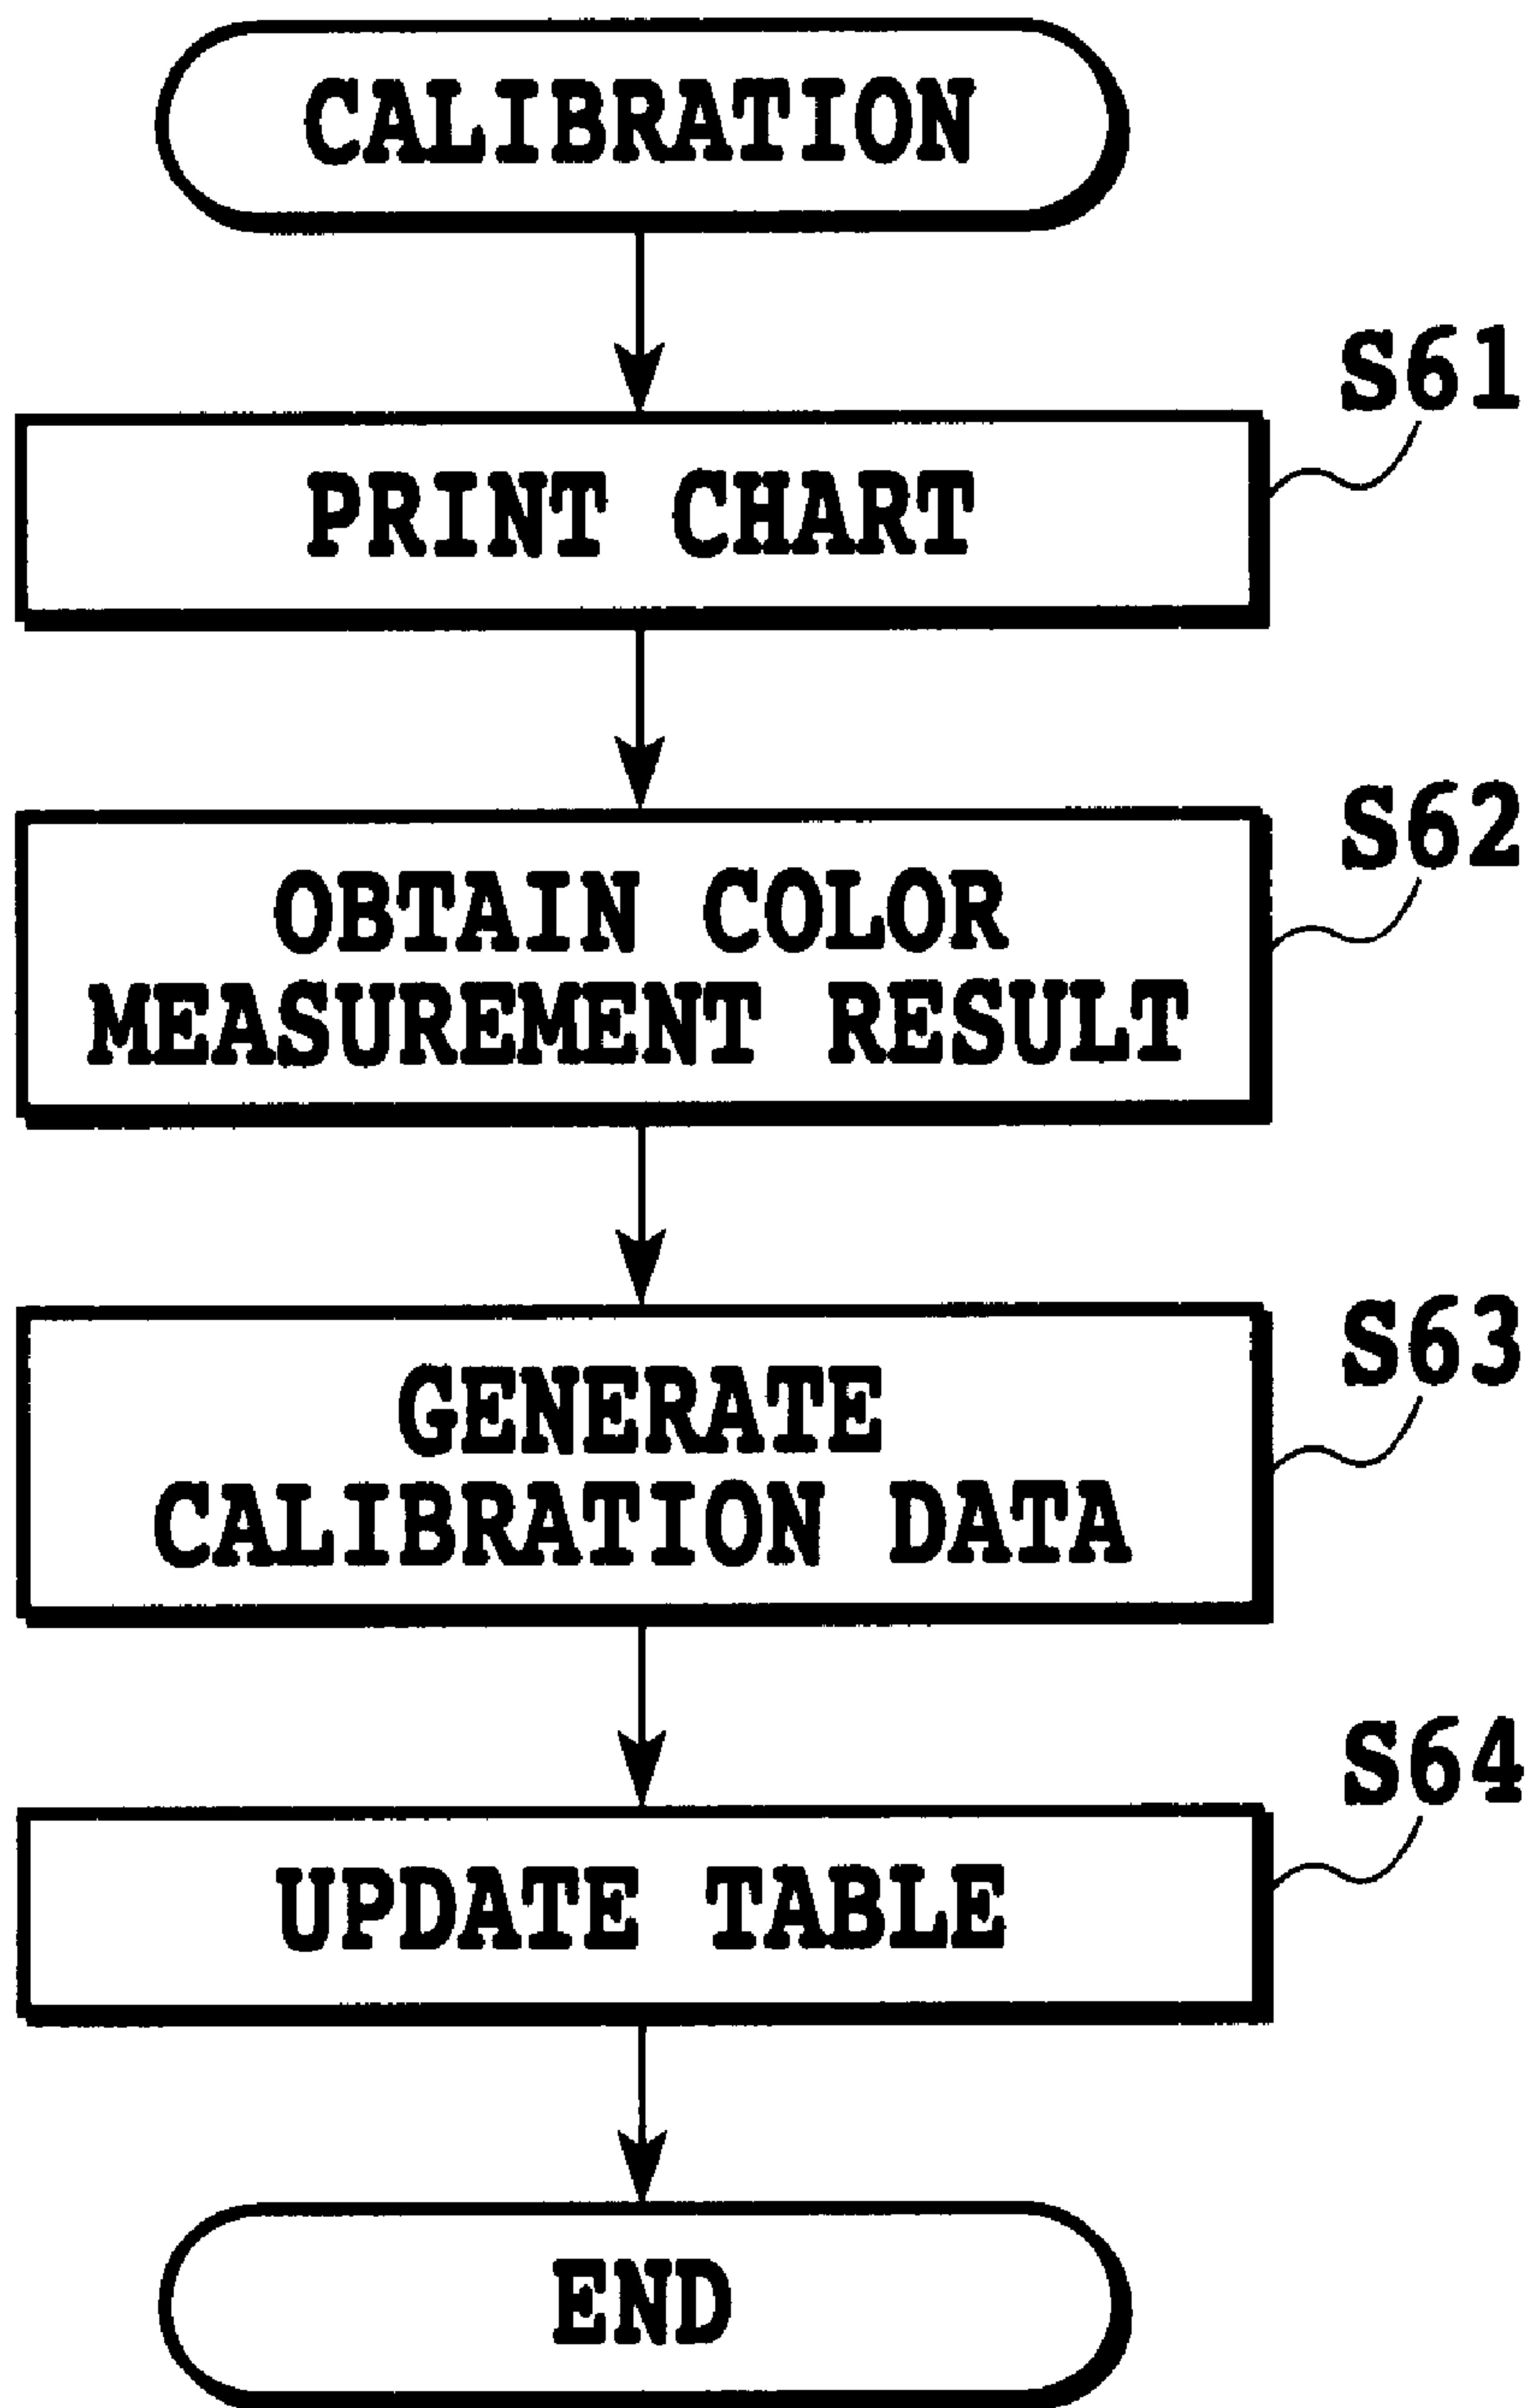 CALIBRATION
S61
PRINT CHART
S62
OBTAIN COLOR
MEASUREMENT RESULT
S63
GENERATE
CALIBRATION DATA
S64
UPDATE TABLE
END